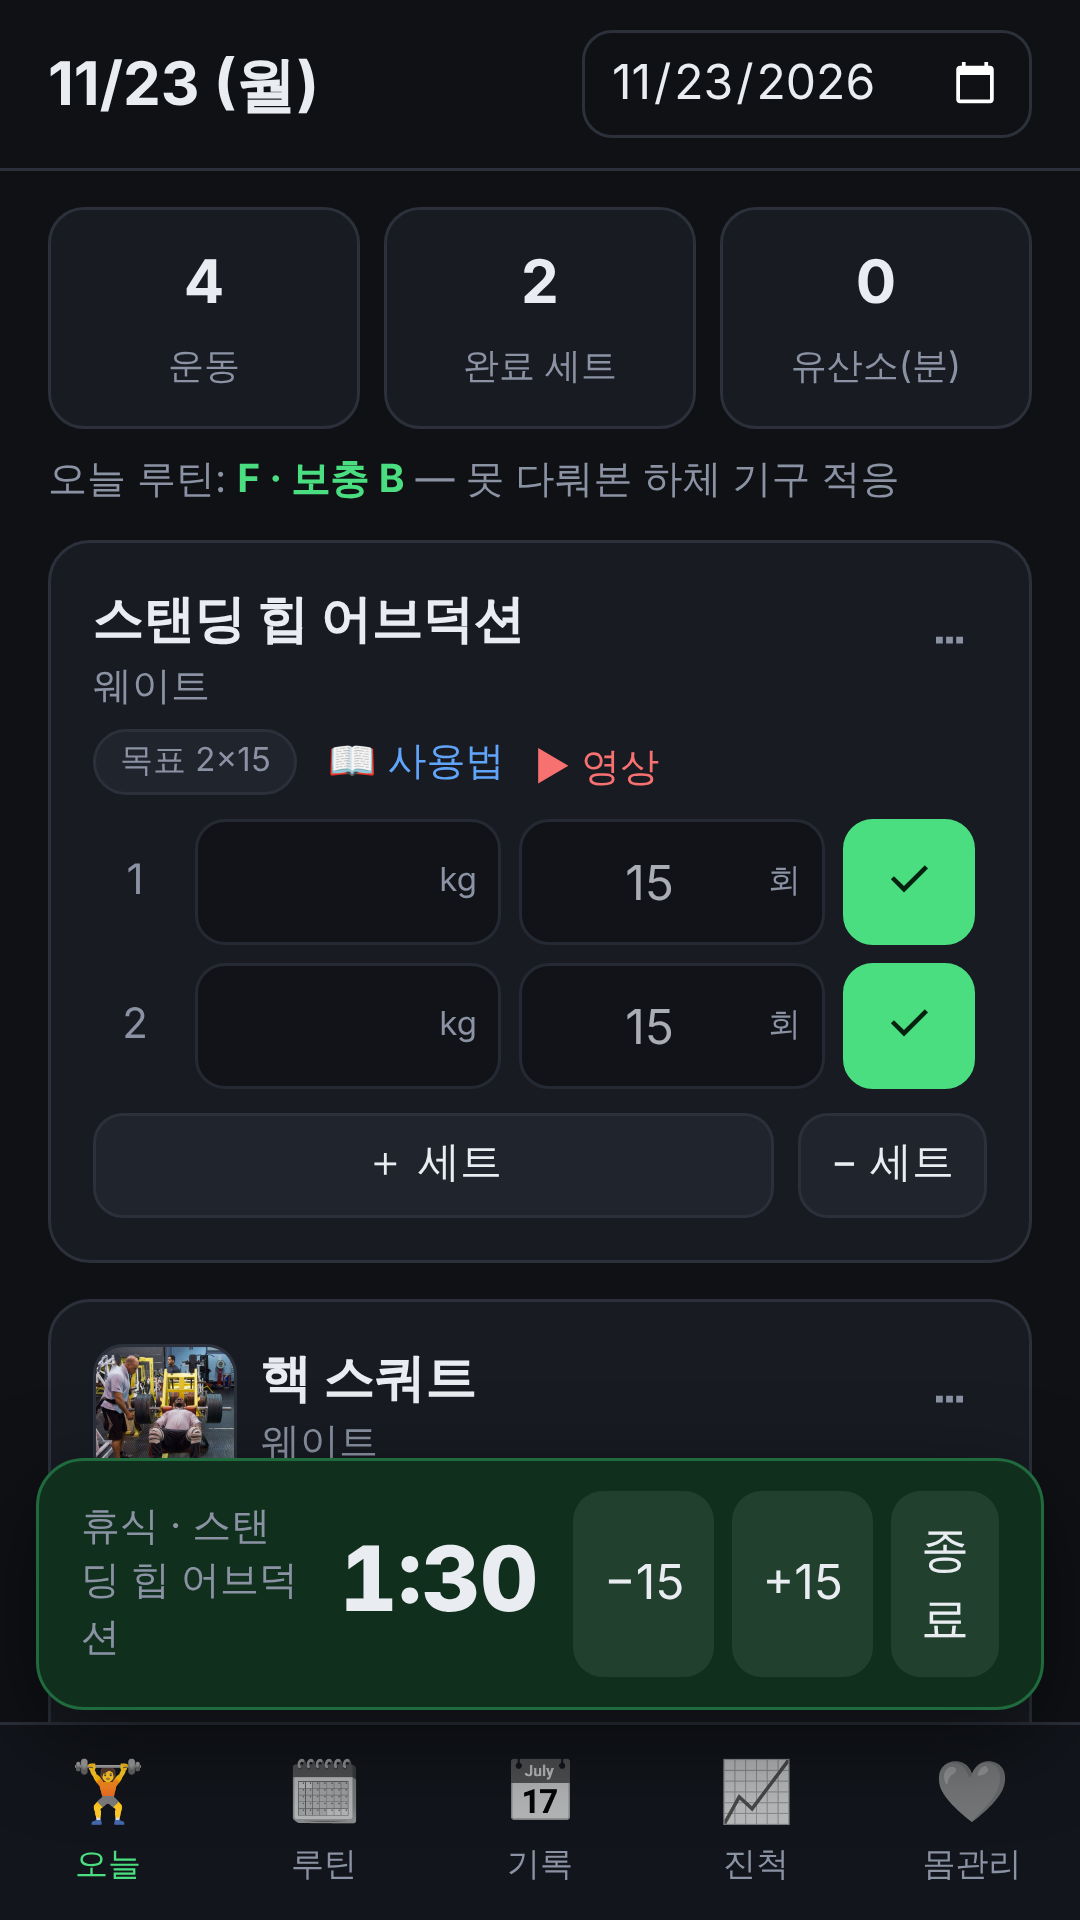 11/23 (월)
11/23/2026
4
운동
2
완료 세트
0
유산소(분)
오늘 루틴: F · 보충 B — 못 다뤄본 하체 기구 적응
스탠딩 힙 어브덕션
⋯
웨이트
목표 2×15
📖 사용법
▶ 영상
1
kg
15 회
✓
2
kg
15 회
✓
+ 세트
− 세트
핵 스쿼트
⋯
웨이트
휴식 · 스탠
딩 힙 어브덕
션
1:30
−15
+15
종
료
July
17
오늘
루틴
기록
진척
몸관리